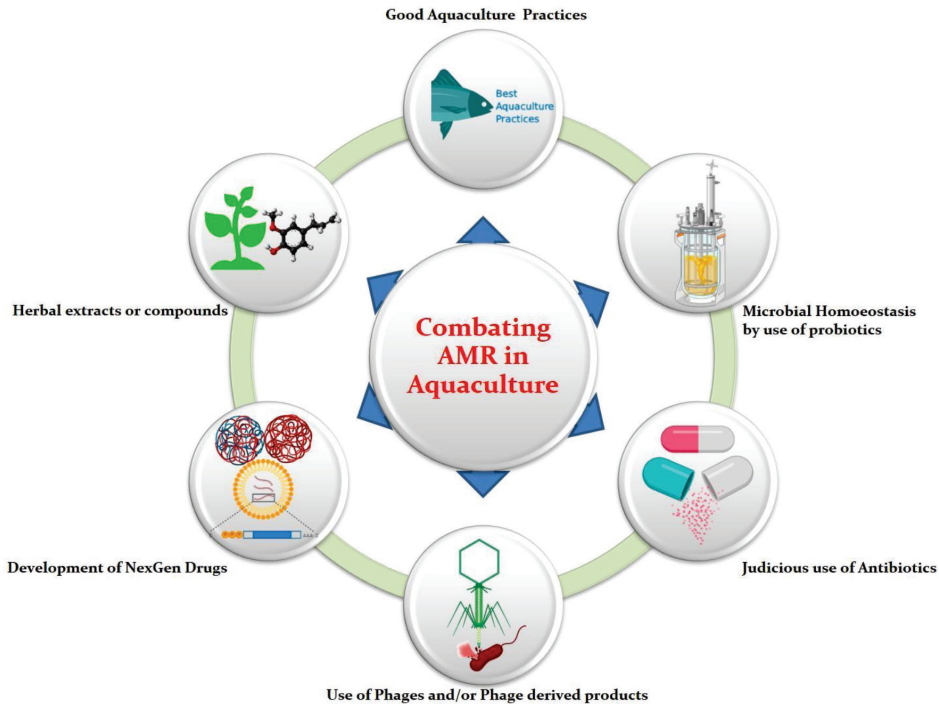 Good Aquaculture Practices
Best
Aquaculture
Practices
Herbal extracts or compounds
Microbial Homoeostasis
by use of probiotics
Combating
AMR in
Aquaculture
Development of NexGen Drugs
Judicious use of Antibiotics
Use of Phages and/or Phage derived products